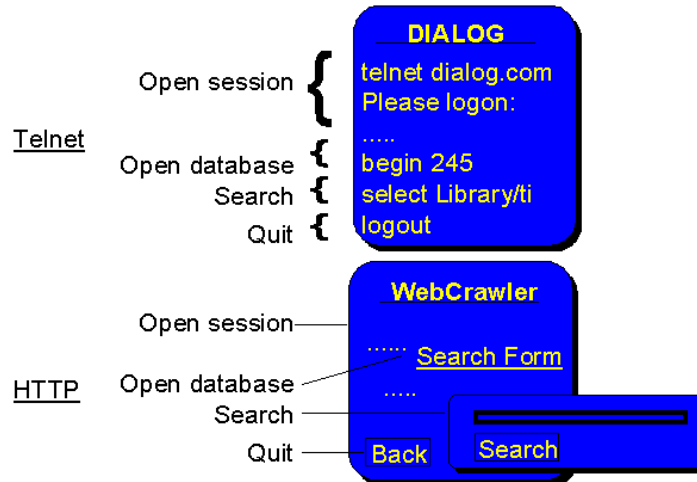 DIALOG
Open session
telnet dialog.com
Please logon:
Telnet
.....
Open database
begin 245
Search
select Library/ti
Quit
logout
WebCrawler
Open session
......
Search Form
HTTP
Open database
.....
Search
Quit
Back
Search